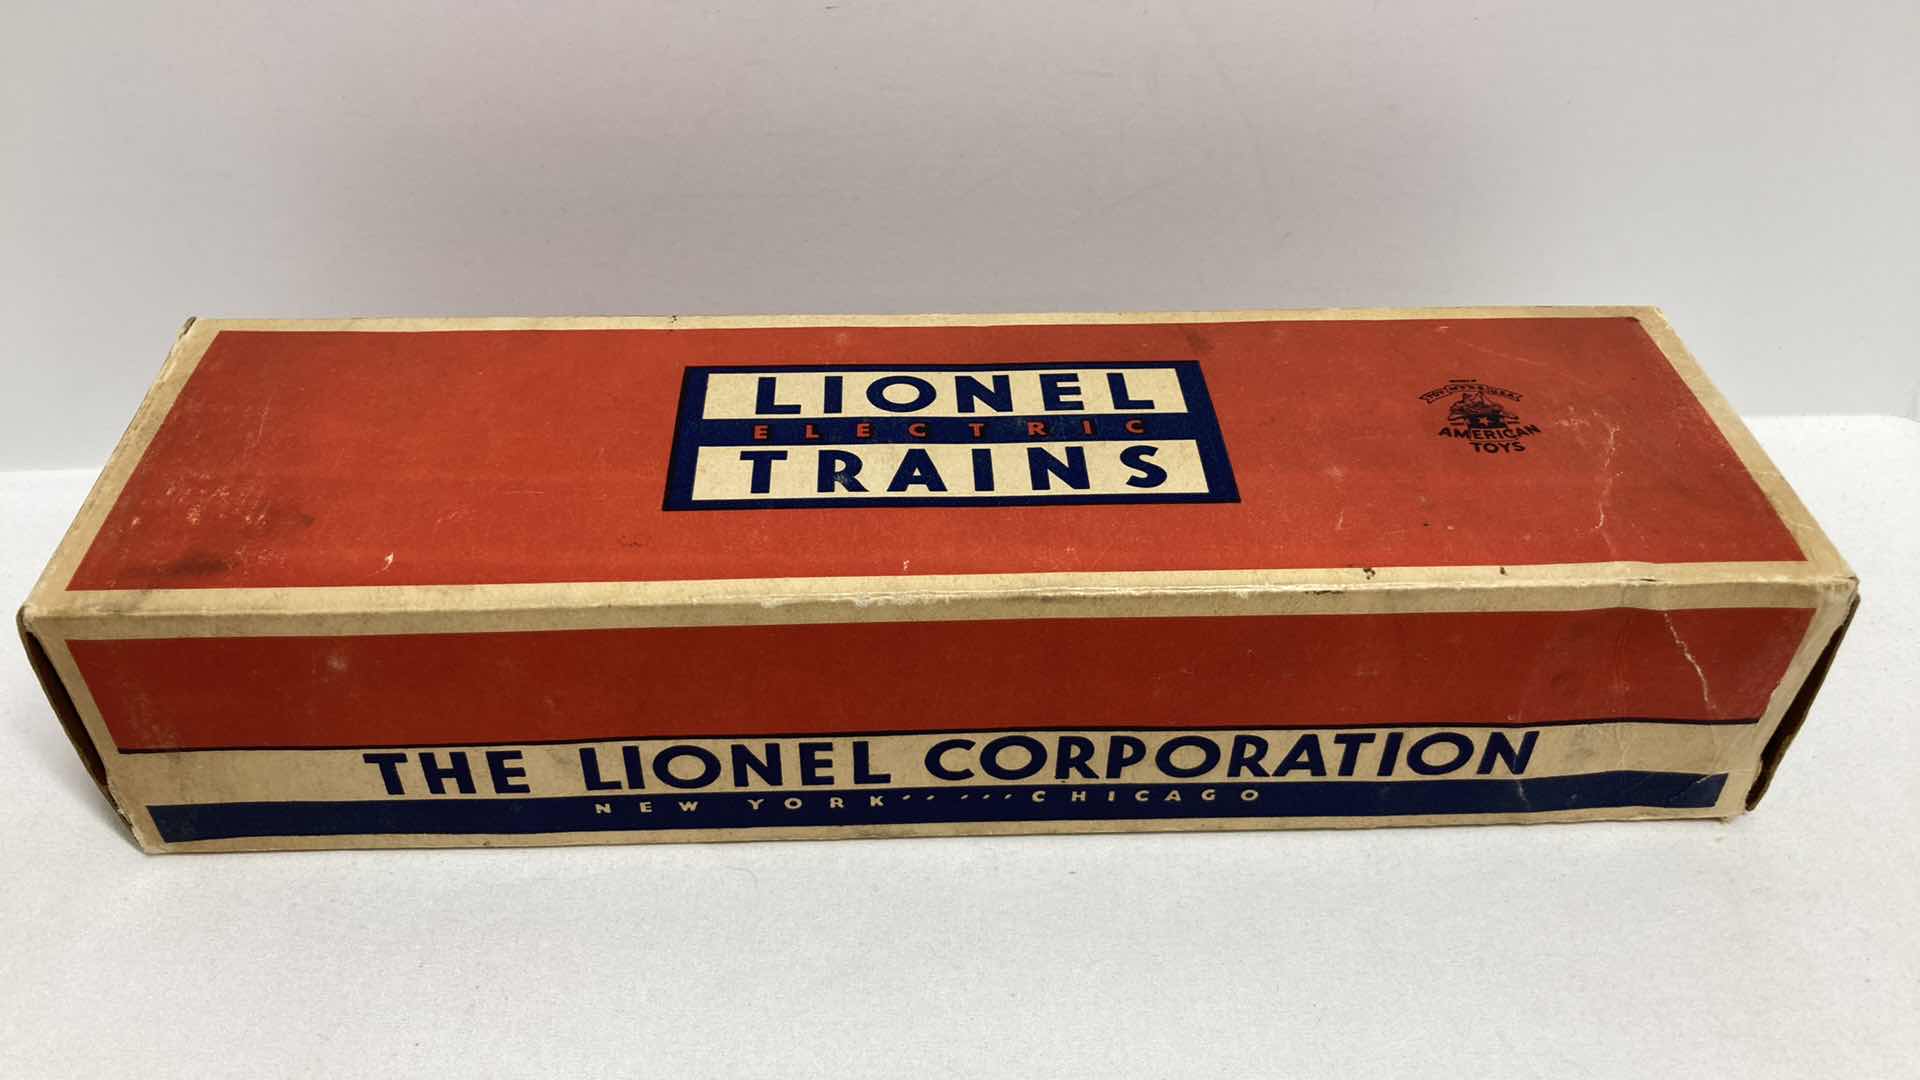 LIONEL
ELECTRIC
TRAINS
AMERICAN
TOYS
THE LIONEL CORPORATION
NEW YORK CHICAGO